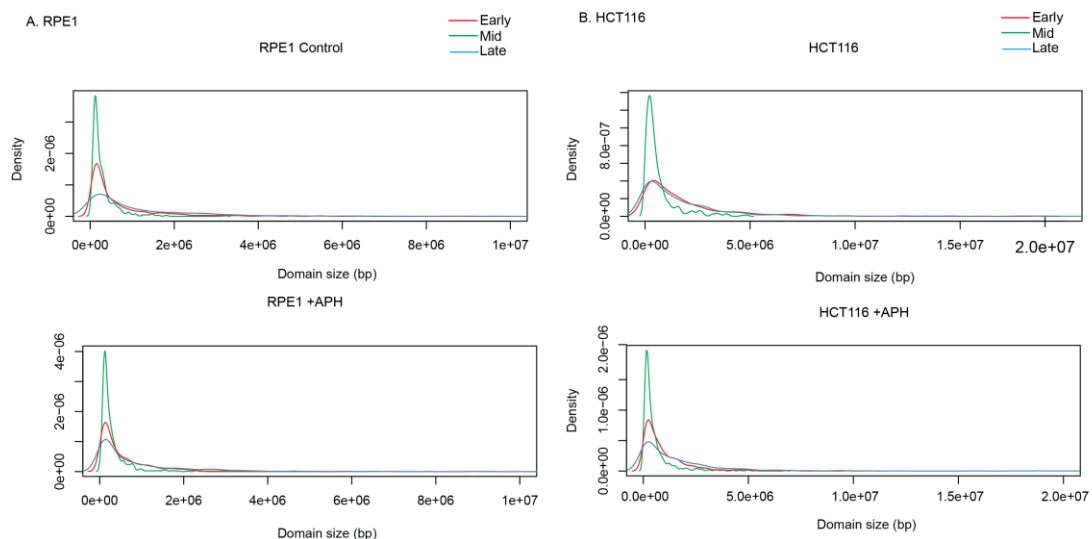 A. RPE1
Early
Mid
Late
RPE1 Control
Density
0e+00
2e−06
0e+00
2e+06
4e+06
6e+06
8e+06
1e+07
Domain size (bp)
B. HCT116
Early
Mid
Late
HCT116
Density
0.0e+00
8.0e−07
0.0e+00
5.0e+06
1.0e+07
1.5e+07
2.0e+07
Domain size (bp)
RPE1 +APH
Density
0e+00
2e−06
4e−06
0e+00
2e+06
4e+06
6e+06
8e+06
1e+07
Domain size (bp)
HCT116 +APH
Density
0.0e+00
1.0e−06
2.0e−06
0.0e+00
5.0e+06
1.0e+07
1.5e+07
2.0e+07
Domain size (bp)